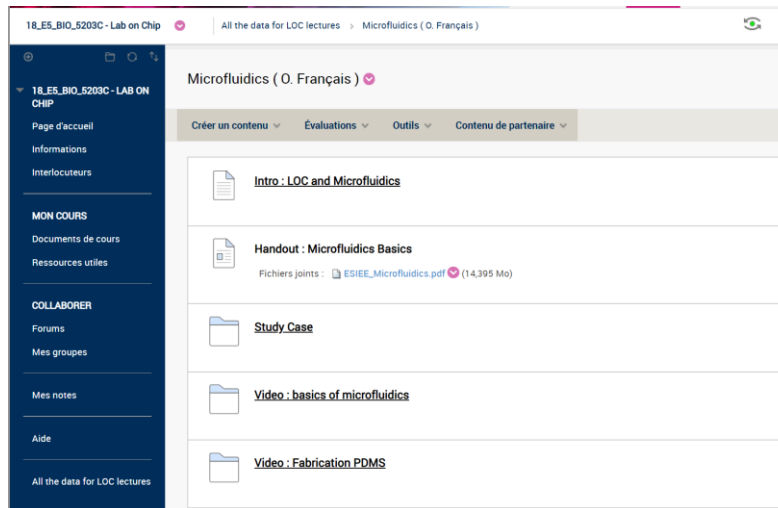 18_E5_BIO_5203C - Lab on Chip
All the data for LOC lectures > Microfluidics ( O. Français )
18_E5_BIO_5203C - LAB ON
CHIP
Page d'accueil
Informations
Interlocuteurs
MON COURS
Documents de cours
Ressources utiles
COLLABORER
Forums
Mes groupes
Mes notes
Aide
All the data for LOC lectures
Microfluidics ( O. Français )
Créer un contenu
Évaluations
Outils
Contenu de partenaire
Intro : LOC and Microfluidics
Handout : Microfluidics Basics
Fichiers joints : ESIEE_Microfluidics.pdf (14,395 Mo)
Study Case
Video : basics of microfluidics
Video : Fabrication PDMS